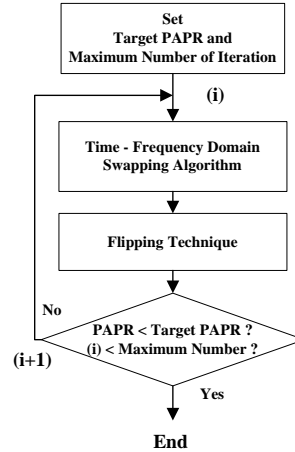 Set
Target PAPR and
Maximum Number of Iteration
(i)
Time - Frequency Domain
Swapping Algorithm
Flipping Technique
No
PAPR < Target PAPR ?
(i) < Maximum Number ?
(i+1)
Yes
End